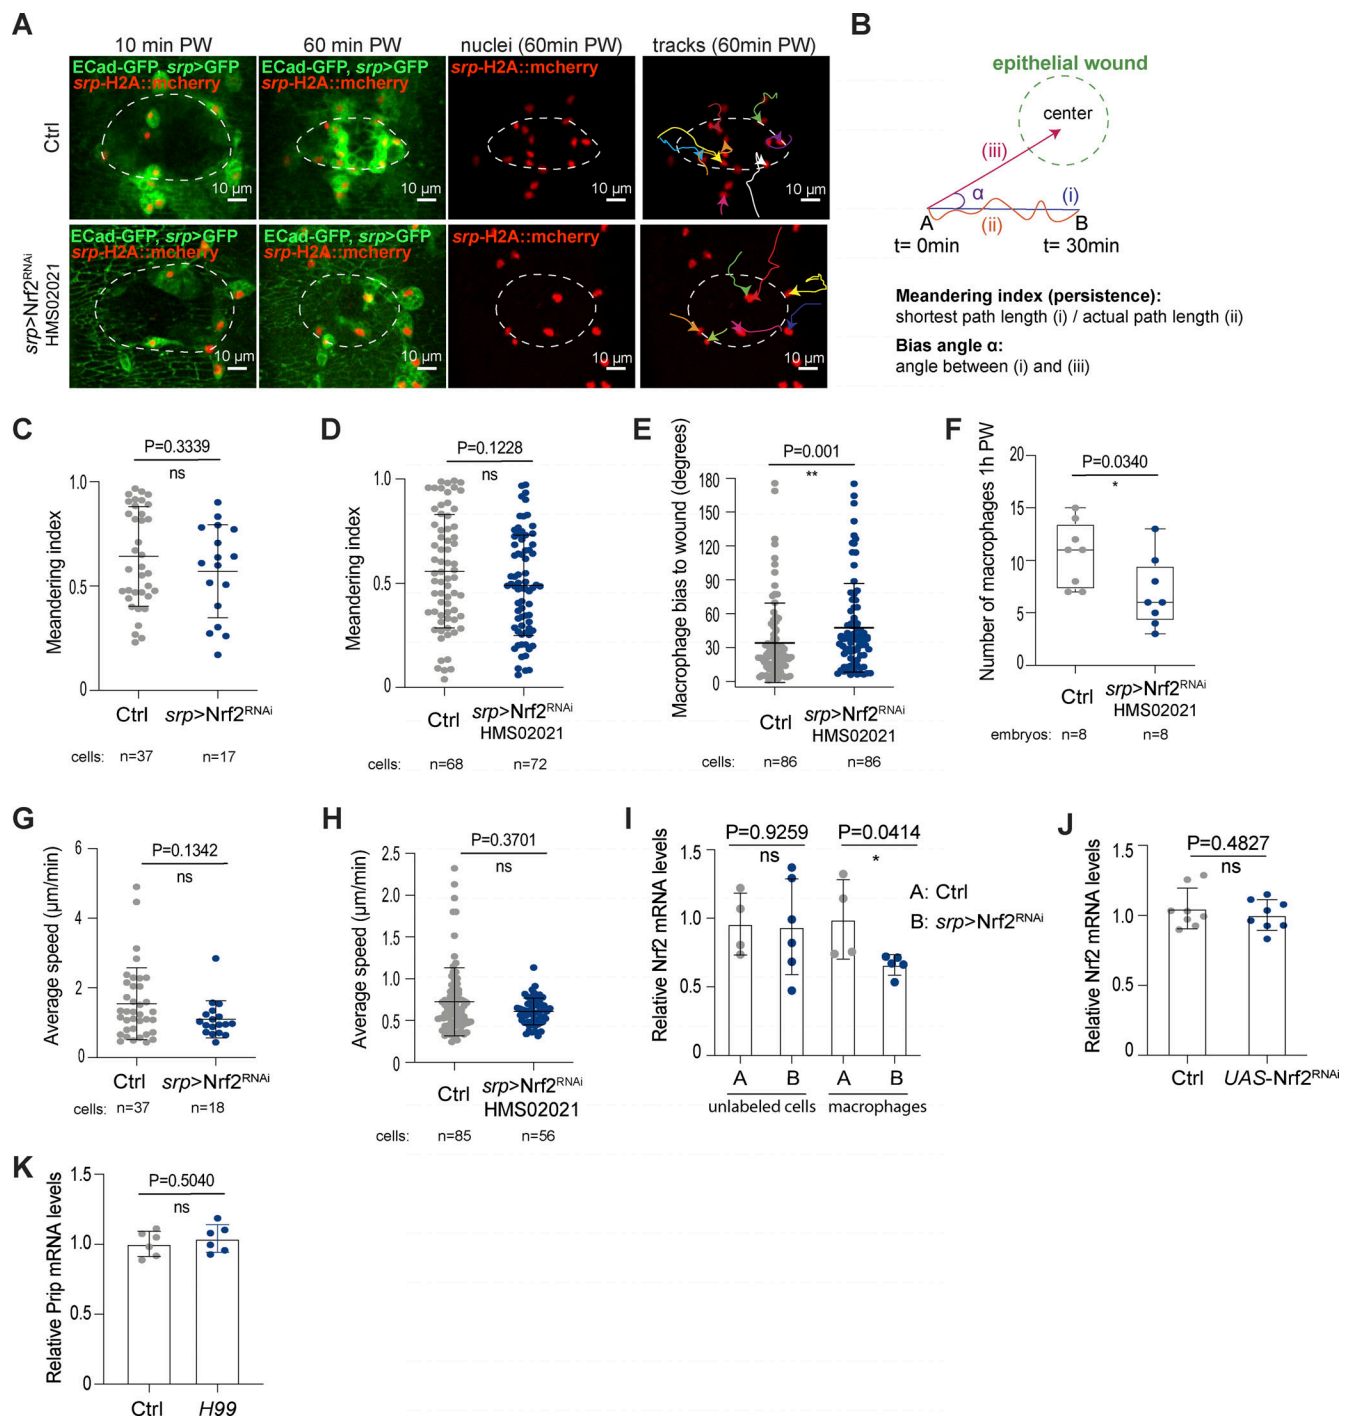 A
10 min PW
60 min PW
nuclei (60min PW)
tracks (60min PW)
Ctrl
ECad-GFP, srp>GFP
srp-H2A::mcherry
10 µm
ECad-GFP, srp>GFP
srp-H2A::mcherry
10 µm
srp-H2A::mcherry
10 µm
10 µm
srp>Nrf2RNAi
HMS02021
ECad-GFP, srp>GFP
srp-H2A::mcherry
10 µm
ECad-GFP, srp>GFP
srp-H2A::mcherry
10 µm
srp-H2A::mcherry
10 µm
10 µm
B
epithelial wound
center
(iii)
α
(i)
A
(ii)
B
t= 0min
t= 30min
Meandering index (persistence):
shortest path length (i) / actual path length (ii)
Bias angle α:
angle between (i) and (iii)
C
P=0.3339
ns
Meandering index
1.0
0.5
0
Ctrl
srp>Nrf2RNAi
cells:
n=37
n=17
D
P=0.1228
ns
Meandering index
1.0
0.5
0
Ctrl
srp>Nrf2RNAi
HMS02021
cells:
n=68
n=72
E
P=0.001
**
Macrophage bias to wound (degrees)
180
150
120
90
60
30
0
Ctrl
srp>Nrf2RNAi
HMS02021
cells:
n=86
n=86
F
P=0.0340
*
Number of macrophages 1h PW
20
15
10
5
0
Ctrl
srp>Nrf2RNAi
HMS02021
embryos:
n=8
n=8
G
P=0.1342
ns
Average speed (µm/min)
6
4
2
0
Ctrl
srp>Nrf2RNAi
cells:
n=37
n=18
H
P=0.3701
ns
Average speed (µm/min)
2.5
2.0
1.5
1.0
0.5
0
Ctrl
srp>Nrf2RNAi
HMS02021
cells:
n=85
n=56
I
P=0.9259
ns
P=0.0414
*
Relative Nrf2 mRNA levels
1.5
1.0
0.5
0
A: Ctrl
B: srp>Nrf2RNAi
A
B
A
B
unlabeled cells
macrophages
J
P=0.4827
ns
Relative Nrf2 mRNA levels
1.5
1.0
0.5
0
Ctrl
UAS-Nrf2RNAi
K
P=0.5040
ns
Relative Prip mRNA levels
1.5
1.0
0.5
0
Ctrl
H99